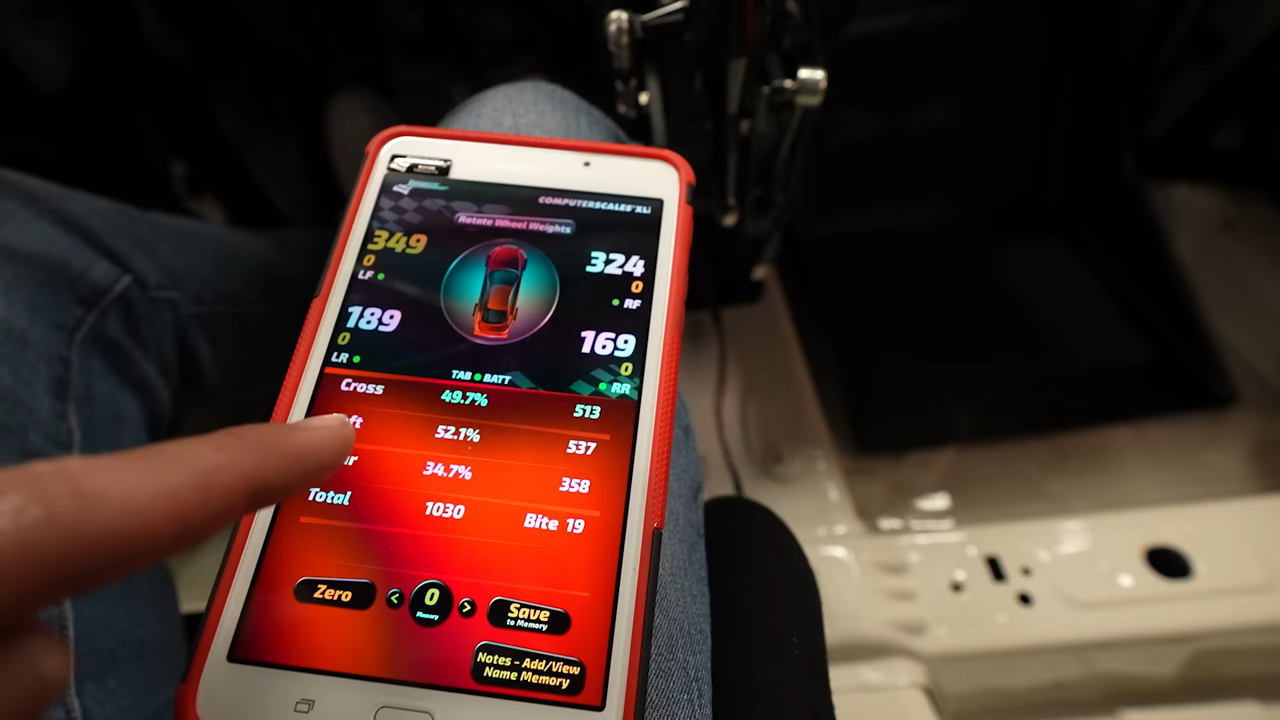 COMPUTERSCALES XLi
Rotate Wheel Weights
349
0
LF
324
0
RF
189
0
LR
169
0
RR
TAB BATT
Cross 49.7% 513
ft 52.1% 537
ar 34.7% 358
Total 1030 Bite 19
Zero < 0 > Save
Memory to Memory
Notes - Add/View
Name Memory